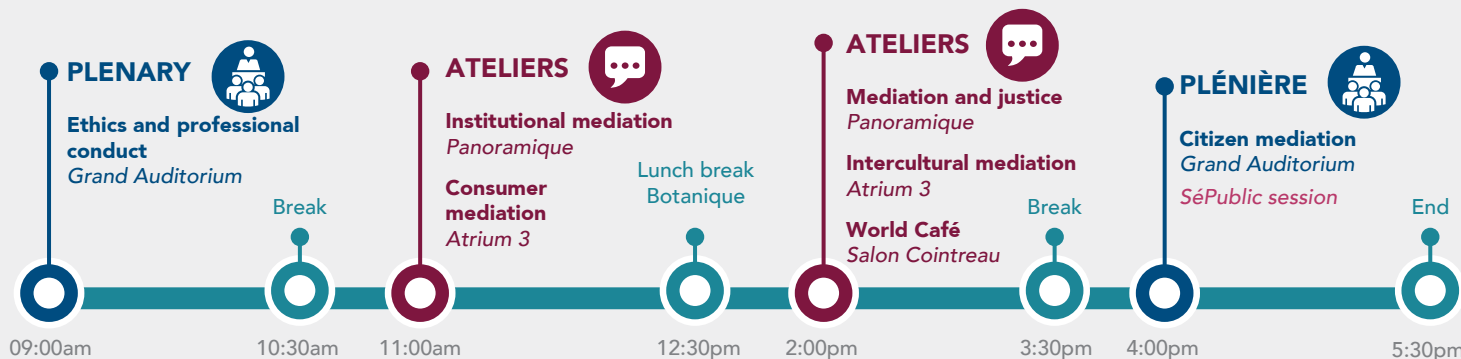 PLENARY
Ethics and professional
conduct
Grand Auditorium
Break
ATELIERS
Institutional mediation
Panoramique
Consumer
mediation
Atrium 3
Lunch break
Botanique
ATELIERS
Mediation and justice
Panoramique
Intercultural mediation
Atrium 3
World Café
Salon Cointreau
Break
PLÉNIÈRE
Citizen mediation
Grand Auditorium
SéPublic session
End
09:00am
10:30am
11:00am
12:30pm
2:00pm
3:30pm
4:00pm
5:30pm